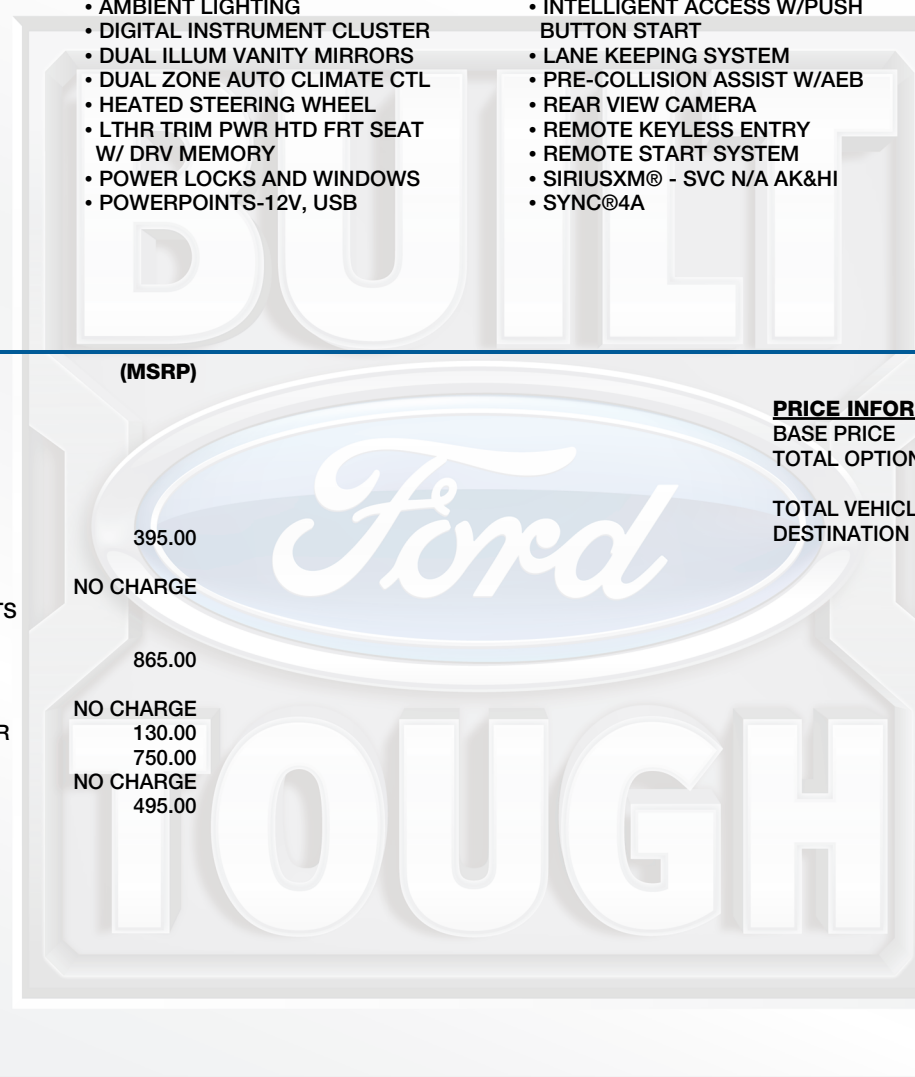 • AMBIENT LIGHTING
• DIGITAL INSTRUMENT CLUSTER
• DUAL ILLUM VANITY MIRRORS
• DUAL ZONE AUTO CLIMATE CTL
• HEATED STEERING WHEEL
• LTHR TRIM PWR HTD FRT SEAT
W/ DRV MEMORY
• POWER LOCKS AND WINDOWS
• POWERPOINTS-12V, USB
• INTELLIGENT ACCESS W/PUSH
BUTTON START
• LANE KEEPING SYSTEM
• PRE-COLLISION ASSIST W/AEB
• REAR VIEW CAMERA
• REMOTE KEYLESS ENTRY
• REMOTE START SYSTEM
• SIRIUSXM® - SVC N/A AK&HI
• SYNC®4A
BUILT
(MSRP)
395.00
NO CHARGE
TS
865.00
NO CHARGE
R 130.00
750.00
NO CHARGE
495.00
PRICE INFOR
BASE PRICE
TOTAL OPTION
TOTAL VEHICL
DESTINATION
Ford
TOUGH